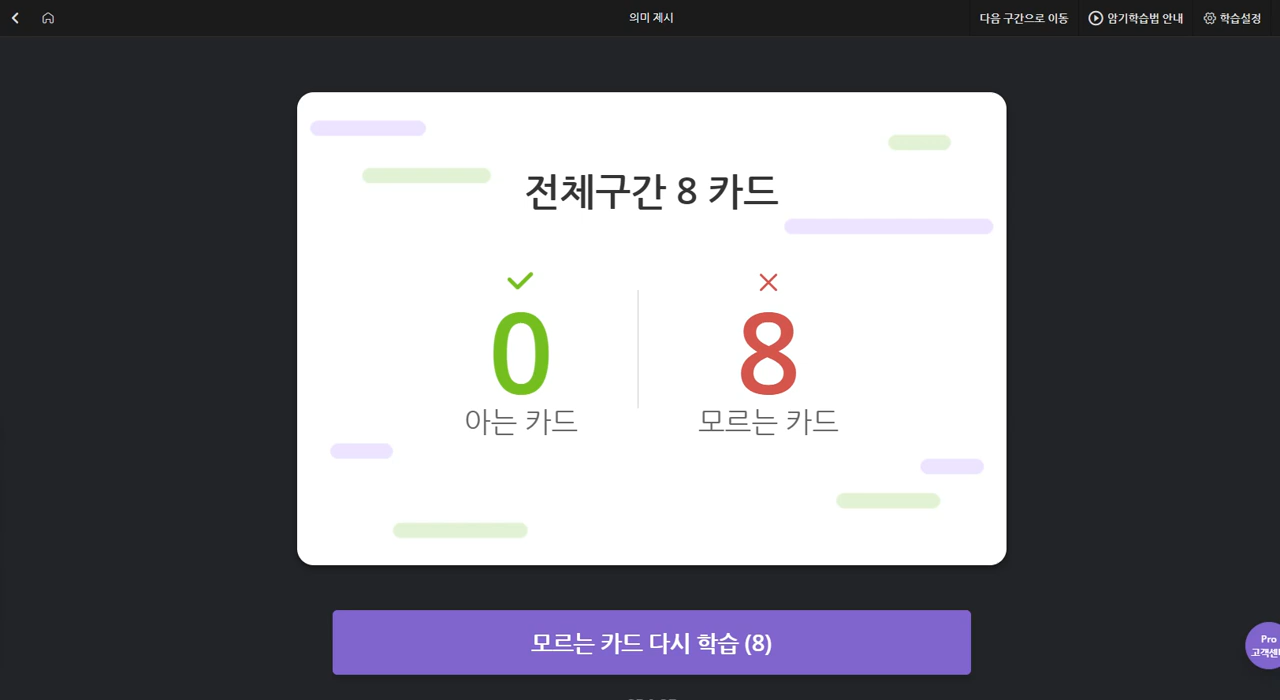 의미 제시
다음 구간으로 이동
암기학습법 안내
학습설정
전체구간 8 카드
0
아는 카드
8
모르는 카드
모르는 카드 다시 학습 (8)
Pro